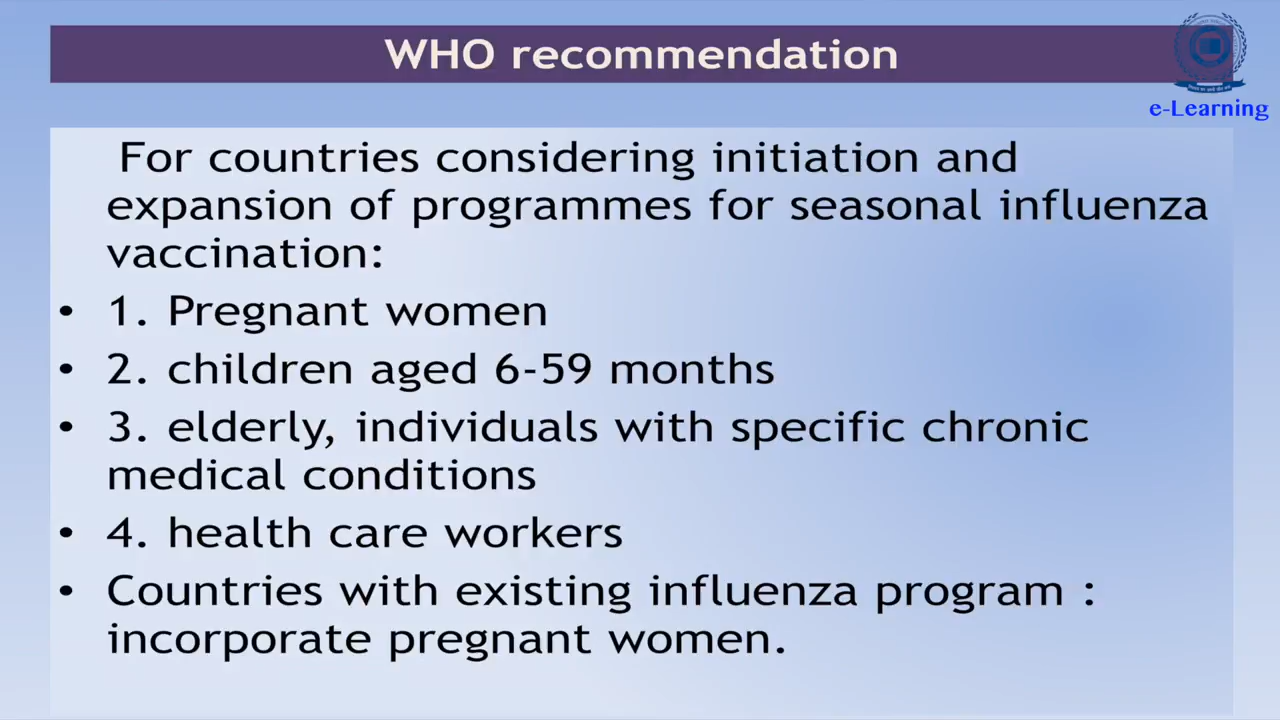 WHO recommendation
e-Learning
For countries considering initiation and
expansion of programmes for seasonal influenza
vaccination:
• 1. Pregnant women
• 2. children aged 6-59 months
• 3. elderly, individuals with specific chronic
medical conditions
• 4. health care workers
• Countries with existing influenza program :
incorporate pregnant women.